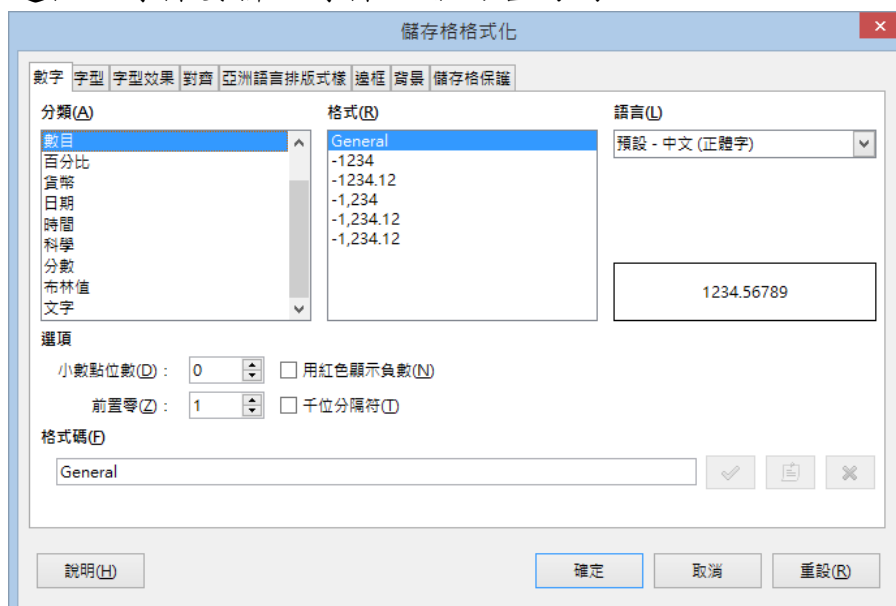 儲存格格式化
數字 字型 字型效果 對齊 亞洲語言排版式樣 邊框 背景 儲存格保護
分類(A) 格式(R) 語言(L)
數目 General 預設 - 中文 (正體字)
百分比 -1234
貨幣 -1234.12
日期 -1,234
時間 -1,234.12
科學 -1,234.12
分數
布林值 1234.56789
文字
選項
小數點位數(D)： 0 用紅色顯示負數(N)
前置零(Z)： 1 千位分隔符(T)
格式碼(F)
General
說明(H) 確定 取消 重設(R)